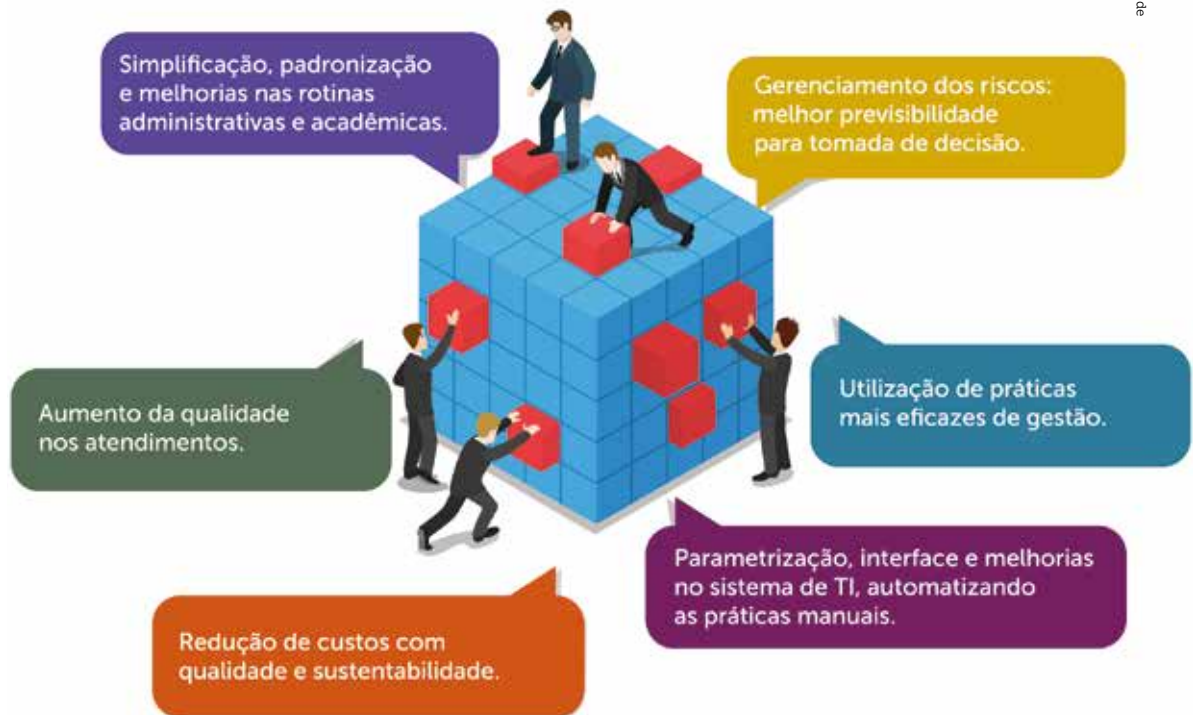 de
Simplificação, padronização
e melhorias nas rotinas
administrativas e acadêmicas.
Gerenciamento dos riscos:
melhor previsibilidade
para tomada de decisão.
Aumento da qualidade
nos atendimentos.
Utilização de práticas
mais eficazes de gestão.
Parametrização, interface e melhorias
no sistema de TI, automatizando
as práticas manuais.
Redução de custos com
qualidade e sustentabilidade.